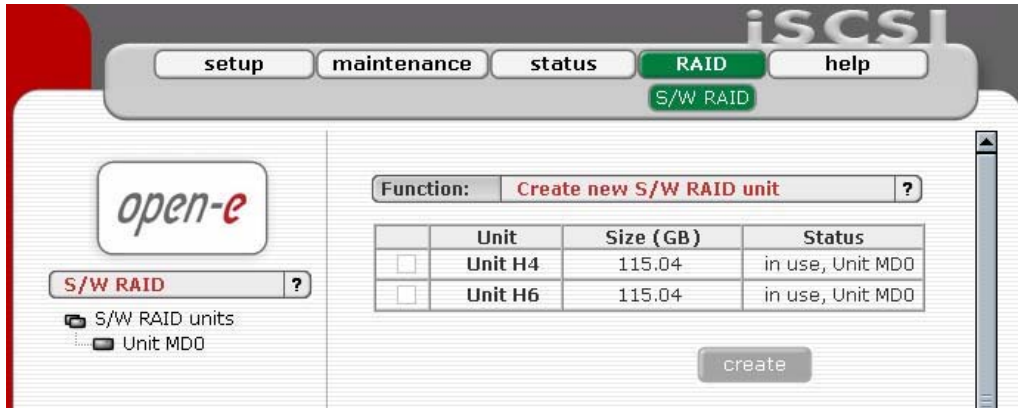 iSCSI
setup maintenance status RAID help
S/W RAID
open-e
S/W RAID ?
S/W RAID units
Unit MD0
Function: Create new S/W RAID unit ?
Unit Size (GB) Status
Unit H4 115.04 in use, Unit MD0
Unit H6 115.04 in use, Unit MD0
create